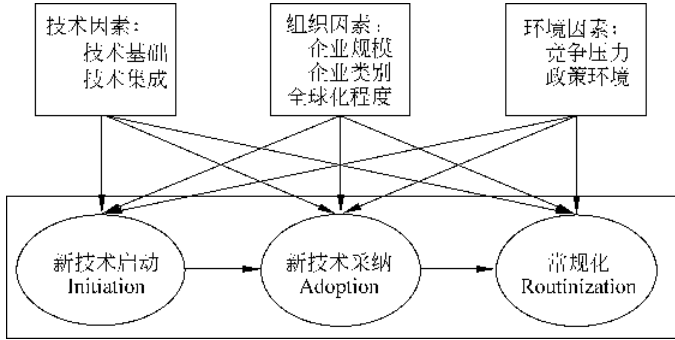 技术因素：
技术基础
技术集成
组织因素：
企业规模
企业类别
全球化程度
环境因素：
竞争压力
政策环境
新技术启动
Initiation
新技术采纳
Adoption
常规化
Routinization